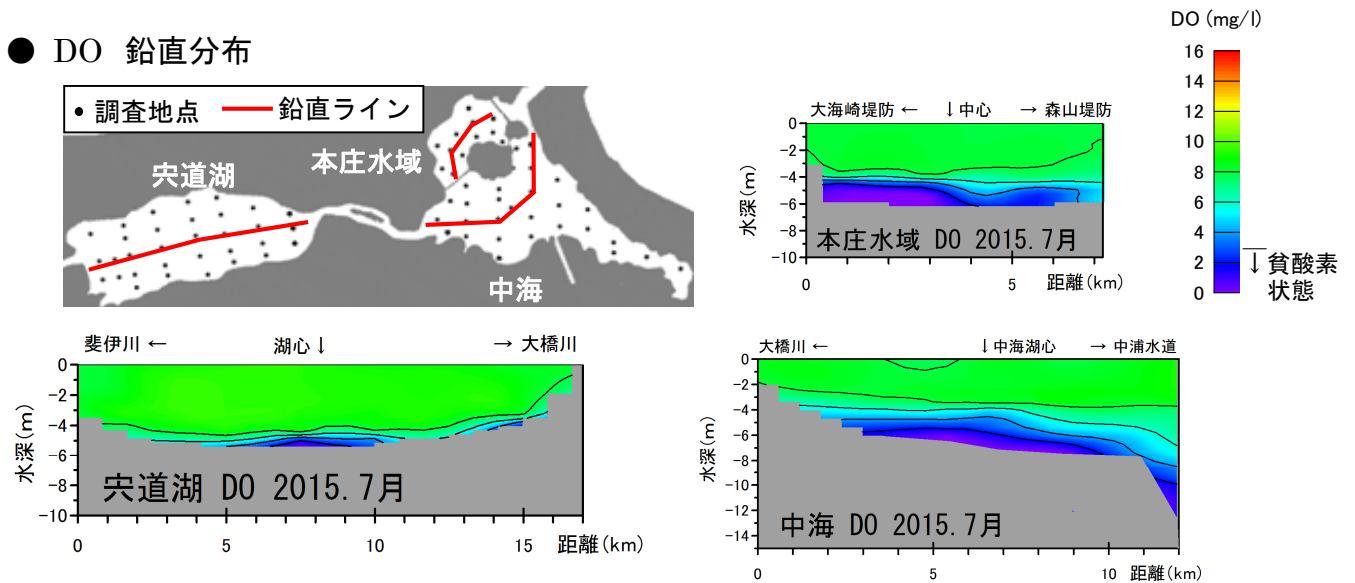 ● DO 鉛直分布
• 調査地点 ── 鉛直ライン
宍道湖
本庄水域
中海
大海崎堤防 ← ↓中心 → 森山堤防
水深(m)
0
-2
-4
-6
-8
-10
本庄水域 DO 2015.7月
0 5 距離(km)
DO (mg/l)
16
14
12
10
8
6
4
2
0
↓貧酸素
状態
斐伊川 ← 湖心↓ → 大橋川
水深(m)
0
-2
-4
-6
-8
-10
宍道湖 DO 2015.7月
0 5 10 15 距離(km)
大橋川 ← ↓中海湖心 → 中浦水道
水深(m)
0
-2
-4
-6
-8
-10
-12
-14
中海 DO 2015.7月
0 5 10 距離(km)